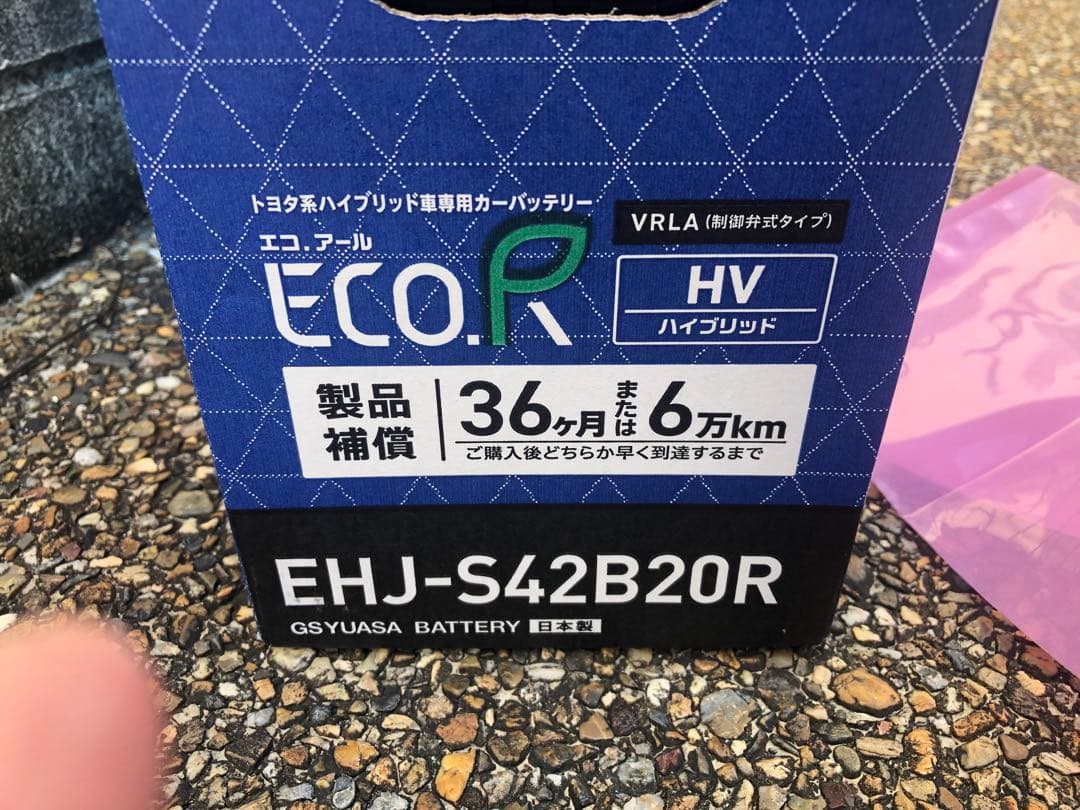 トヨタ系ハイブリッド車専用カーバッテリー
エコ.アール
ECO.R
VRLA (制御弁式タイプ)
HV
ハイブリッド
製品補償
36ヶ月または6万km
ご購入後どちらか早く到達するまで
EHJ-S42B20R
GSYUASA BATTERY 日本製